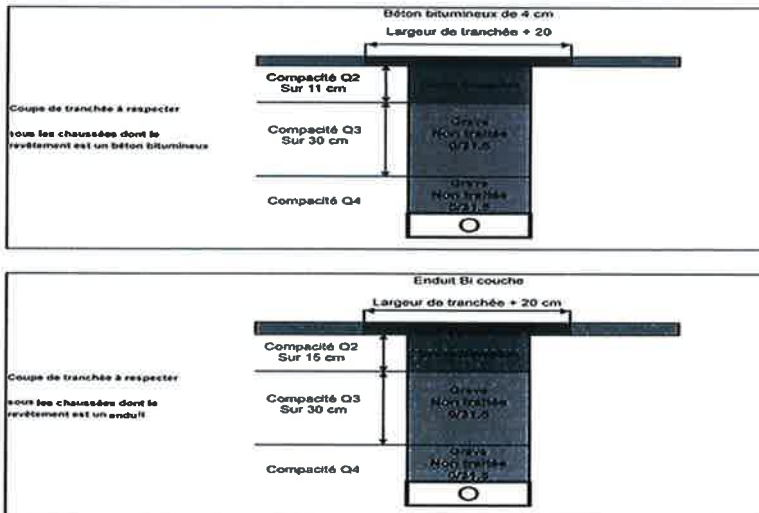 Béton bitumineux de 4 cm
Largeur de tranchée + 20
Compacité Q2
Sur 11 cm
Coupe de tranchée à respecter
sous les chaussées dont le
revêtement est un béton bitumineux
Compacité Q3
Sur 30 cm
Grave
Non traitée
0/31.5
Compacité Q4
Grave
Non traitée
0/31.5
Enduit Bi couche
Largeur de tranchée + 20 cm
Compacité Q2
Sur 15 cm
Coupe de tranchée à respecter
sous les chaussées dont le
revêtement est un enduit
Compacité Q3
Sur 30 cm
Grave
Non traitée
0/31.5
Compacité Q4
Grave
Non traitée
0/31.5